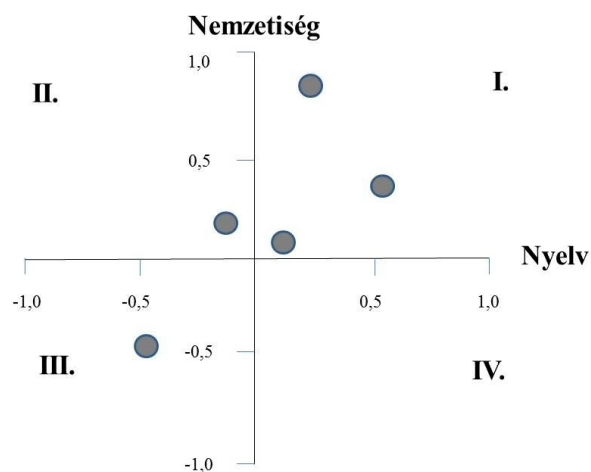 Nemzetiség
1,0
I.
II.
0,5
Nyelv
-1,0 -0,5 0,5 1,0
-0,5
III.
IV.
-1,0